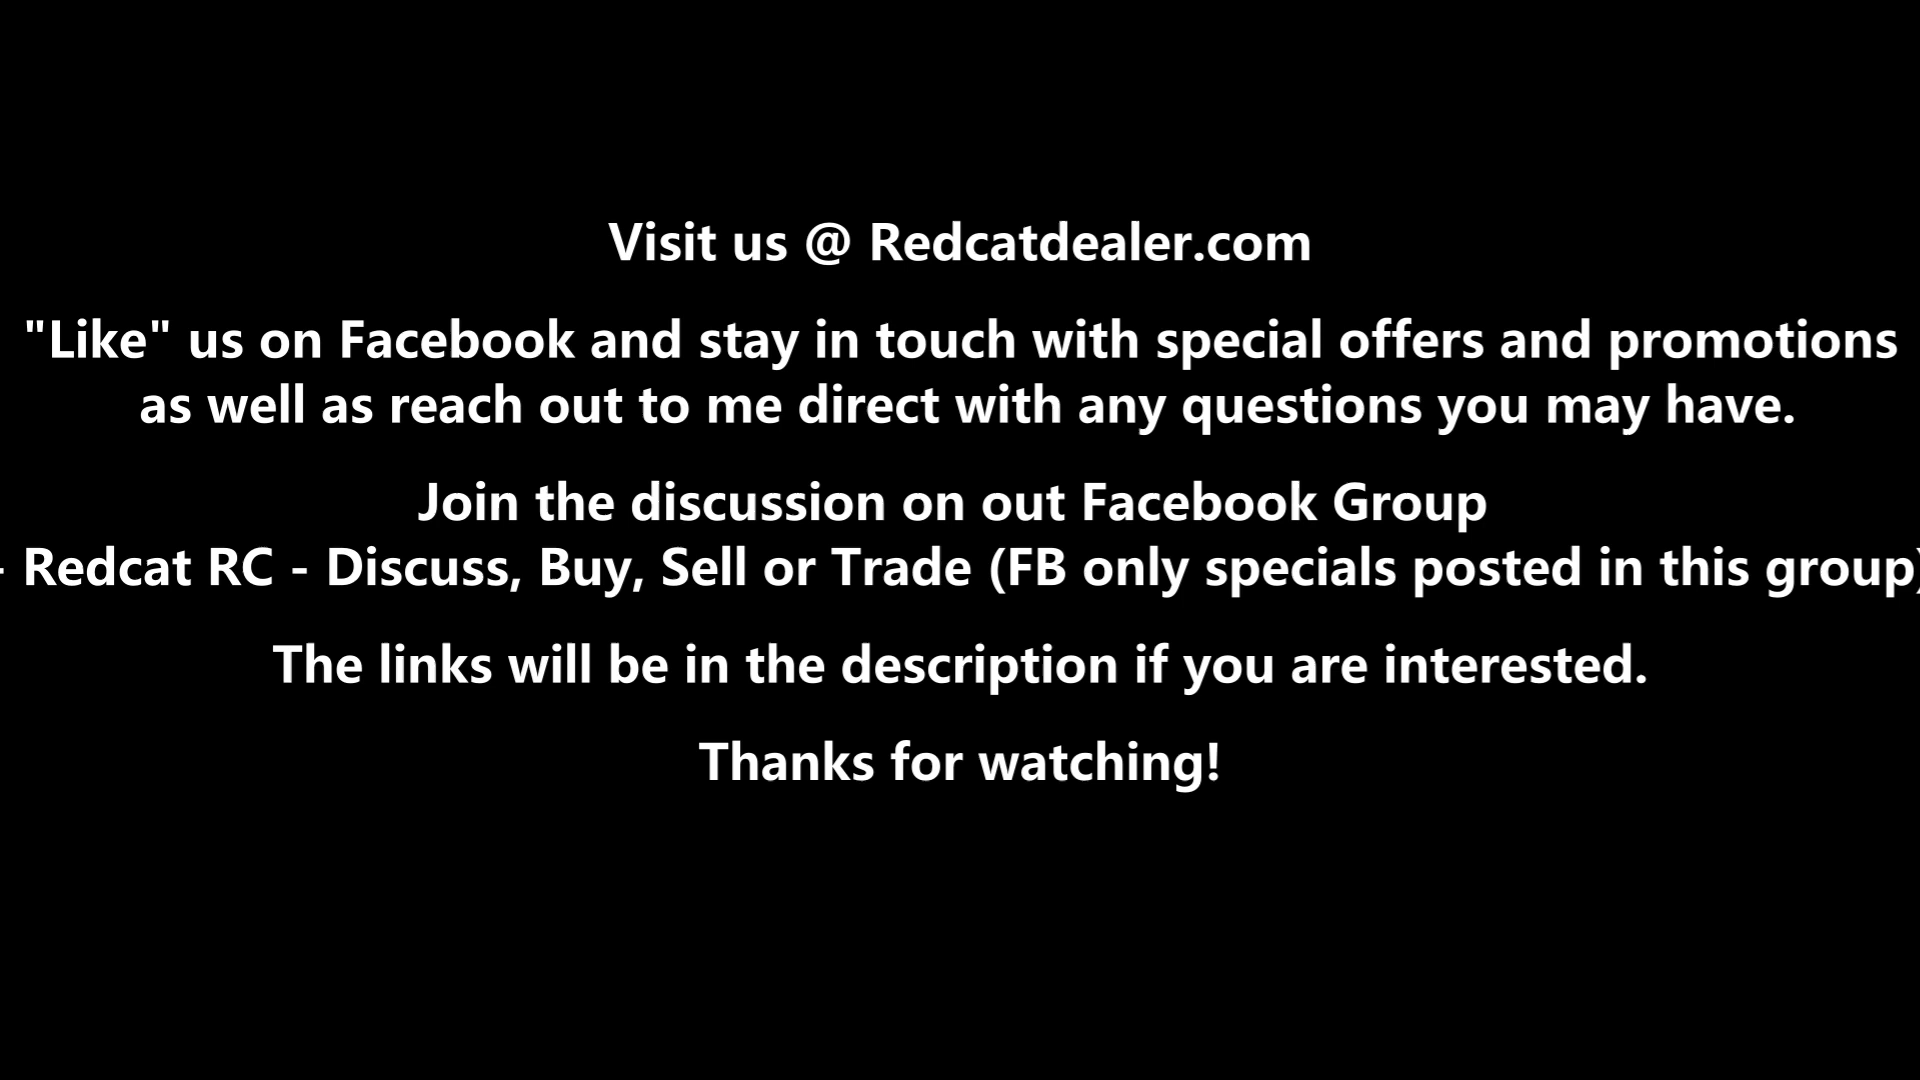 Visit us @ Redcatdealer.com
"Like" us on Facebook and stay in touch with special offers and promotions
as well as reach out to me direct with any questions you may have.
Join the discussion on out Facebook Group
- Redcat RC - Discuss, Buy, Sell or Trade (FB only specials posted in this group)
The links will be in the description if you are interested.
Thanks for watching!